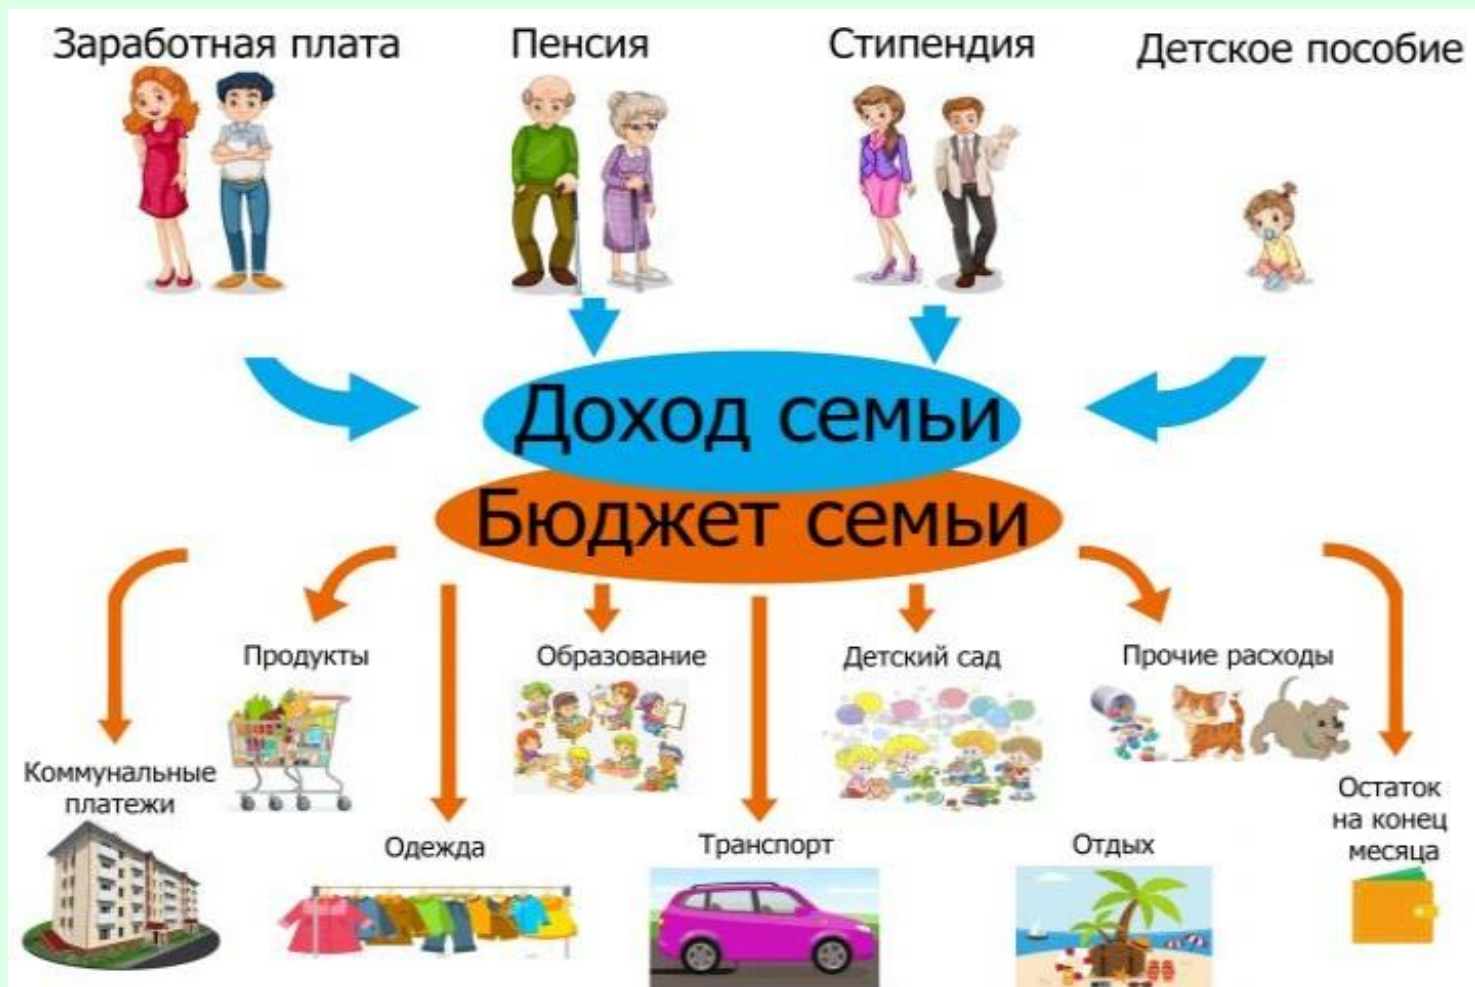 Заработная плата
Пенсия
Стипендия
Детское пособие
Доход семьи
Бюджет семьи
Продукты
Образование
Детский сад
Прочие расходы
Коммунальные
платежи
Одежда
Транспорт
Отдых
Остаток
на конец
месяца